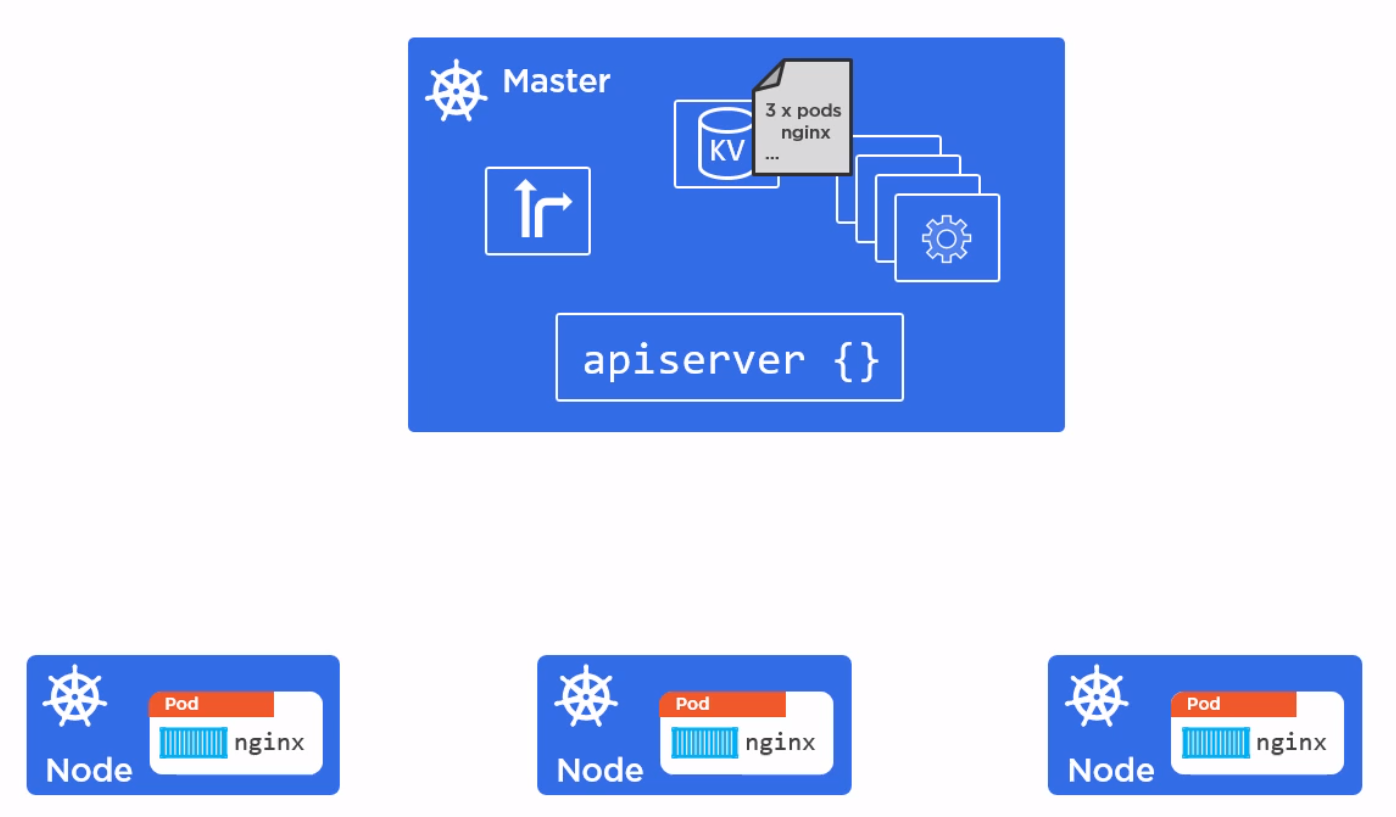 Master
3 x pods
nginx
...
KV
apiserver {}
Pod
nginx
Node
Pod
nginx
Node
Pod
nginx
Node